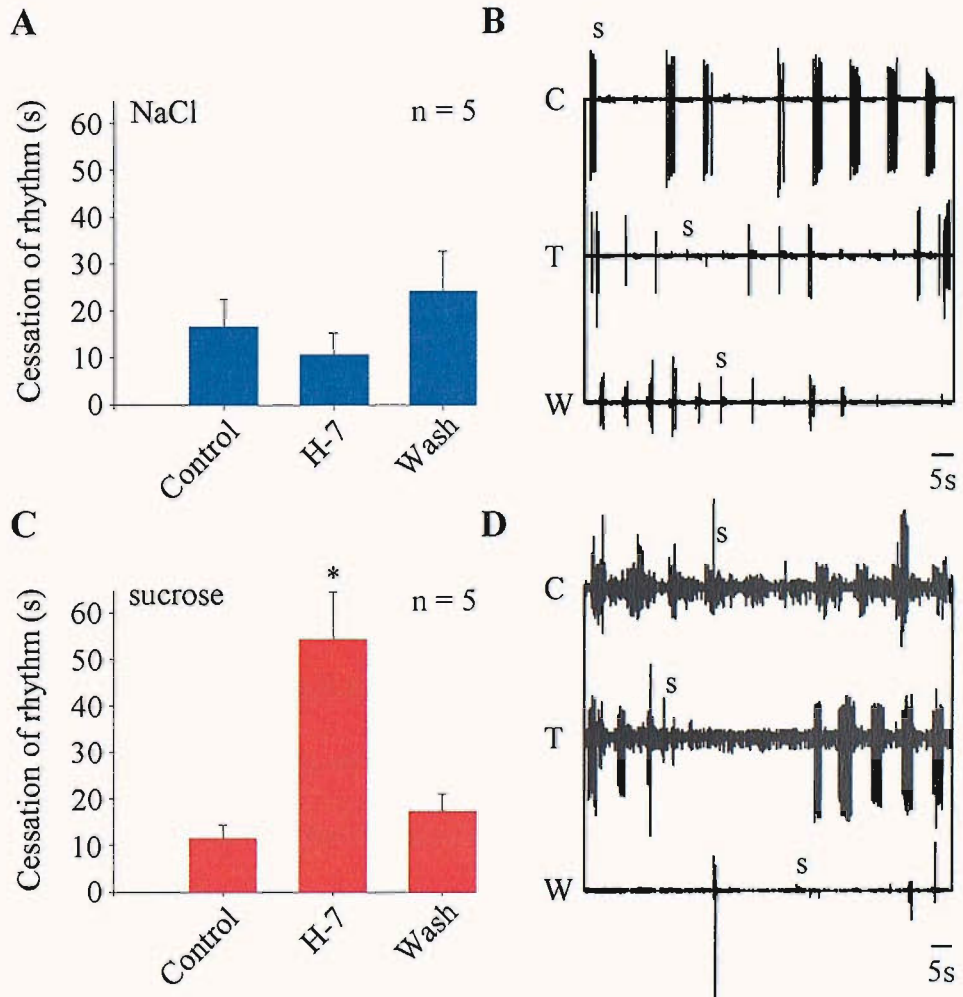 A
NaCl
n = 5
Cessation of rhythm (s)
60
50
40
30
20
10
0
Control
H-7
Wash
B
s
C
s
T
s
W
5s
C
sucrose
*
n = 5
Cessation of rhythm (s)
60
50
40
30
20
10
0
Control
H-7
Wash
D
s
C
s
T
s
W
5s